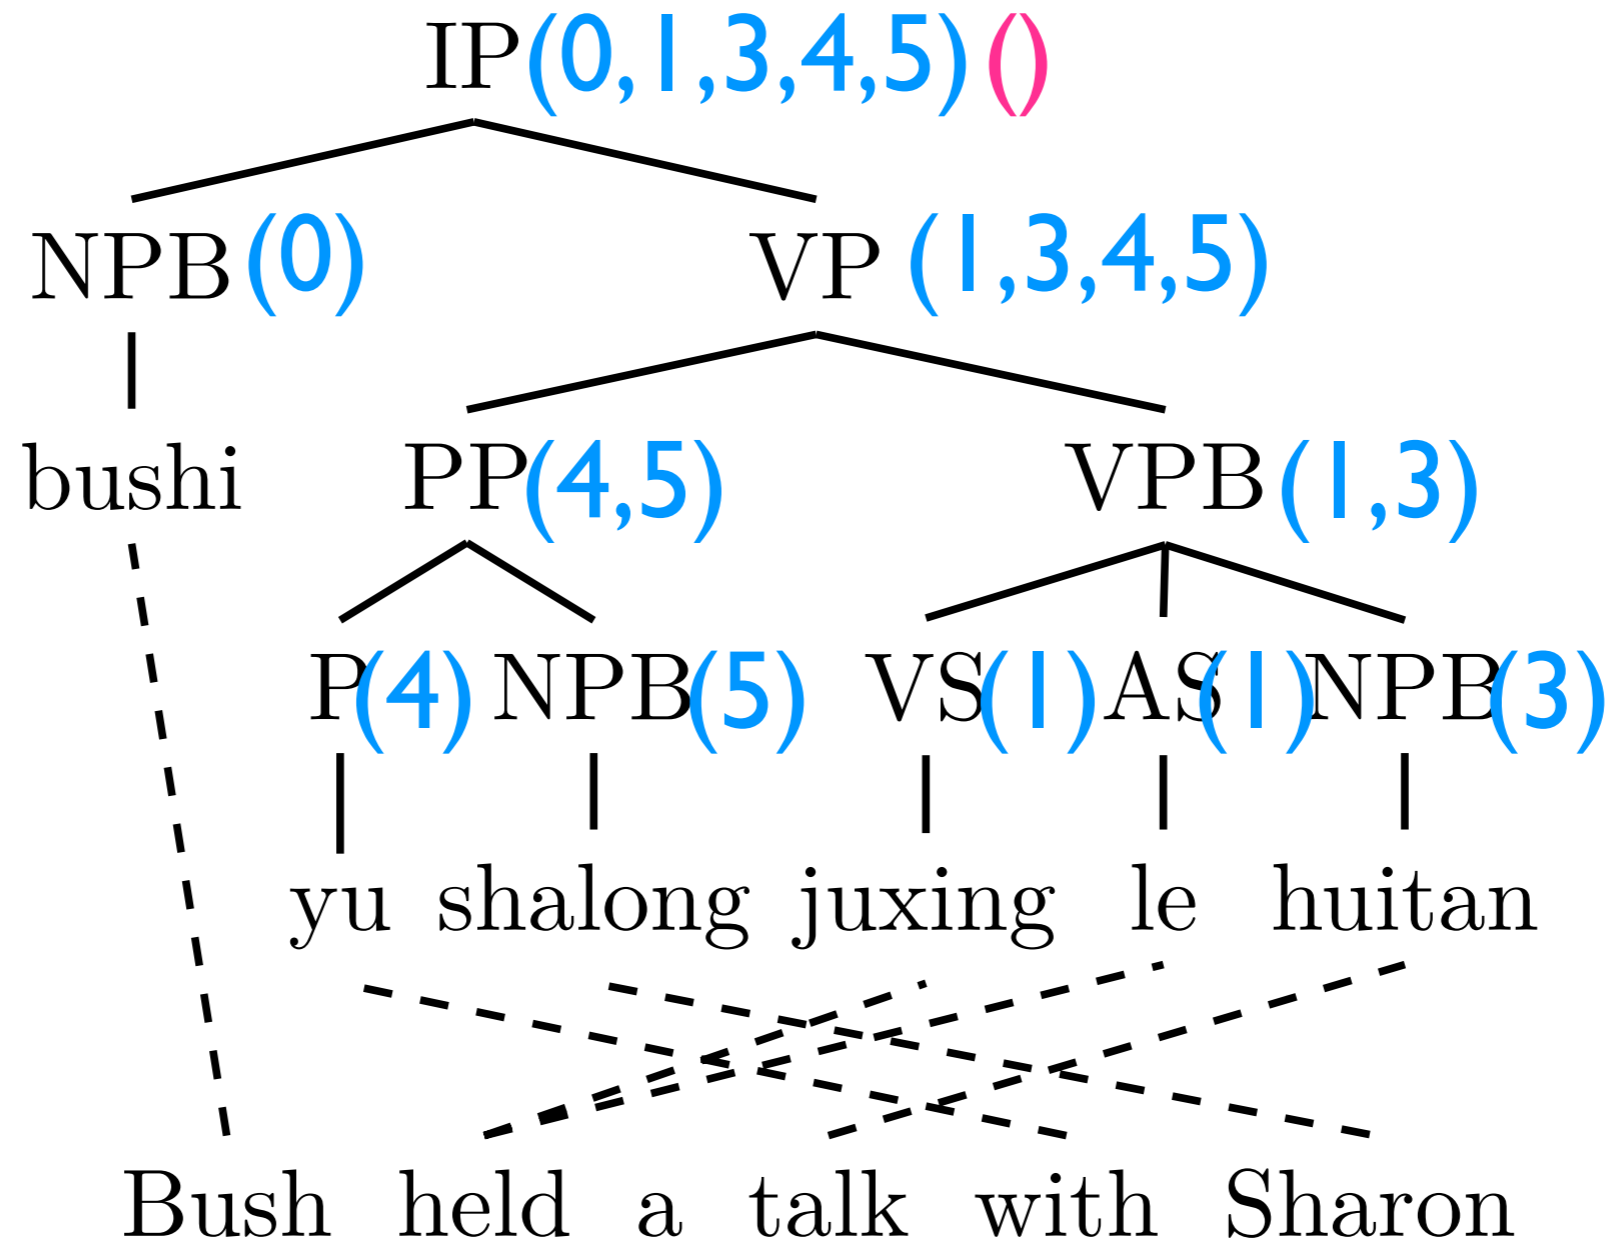 IP(0,1,3,4,5) ()
NPB(0) VP (1,3,4,5)
bushi PP(4,5) VPB(1,3)
P(4) NPB(5) VS(1) AS(1) NPB(3)
yu shalong juxing le huitan
Bush held a talk with Sharon